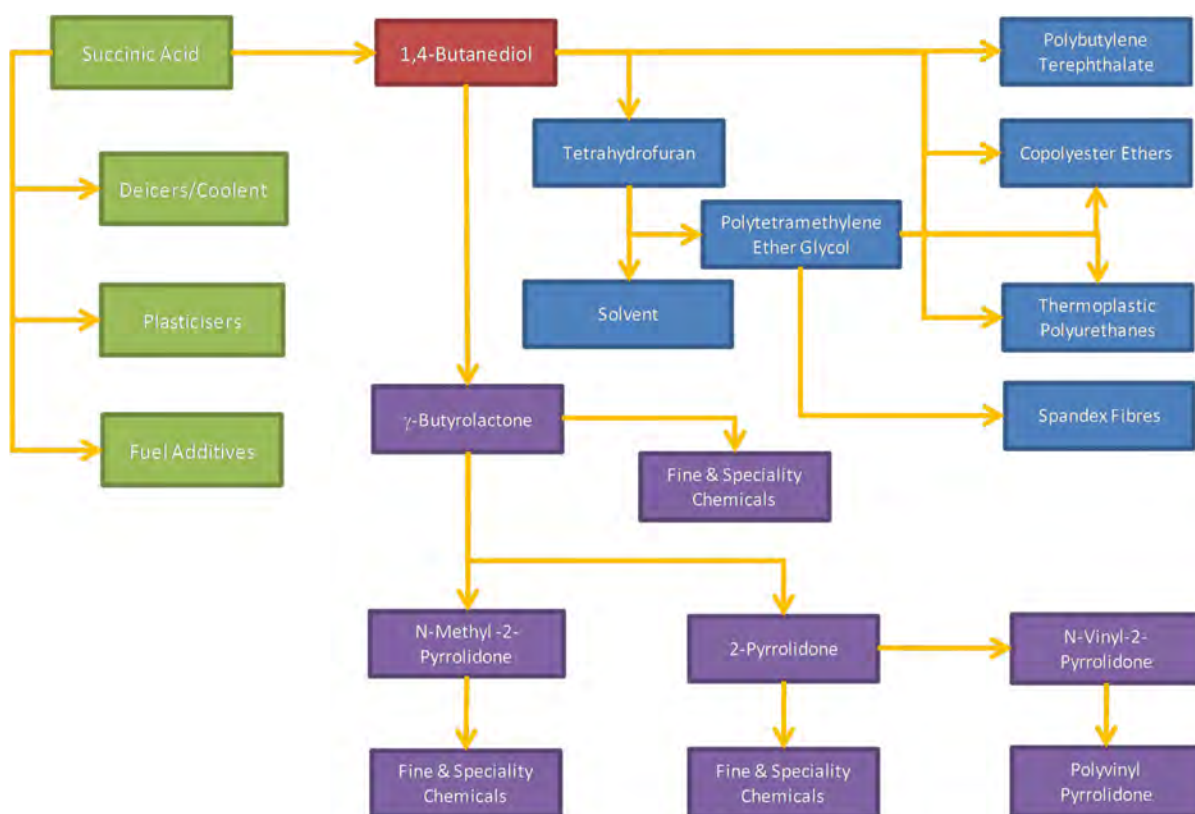 Succinic Acid
1,4-Butanediol
Polybutylene
Terephthalate
Tetrahydrofuran
Copolyester Ethers
Deicers/Coolent
Polytetramethylene
Ether Glycol
Plasticisers
Solvent
Thermoplastic
Polyurethanes
γ-Butyrolactone
Spandex Fibres
Fuel Additives
Fine & Speciality
Chemicals
N-Methyl -2-
Pyrrolidone
2-Pyrrolidone
N-Vinyl-2-
Pyrrolidone
Fine & Speciality
Chemicals
Fine & Speciality
Chemicals
Polyvinyl
Pyrrolidone